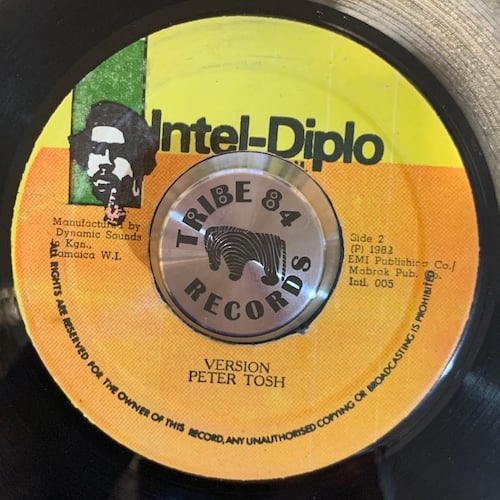 Intel-Diplo
TRIBE 84
RECORDS
Manufactured by
Dynamic Sounds
Kgn.,
Jamaica W.I.
Side 2
(P) 1982
EMI Publishing Co./
Mobrak Pub. Co.
Intl. 005
VERSION
PETER TOSH
ALL RIGHTS ARE RESERVED FOR THE OWNER OF THIS RECORD, ANY UNAUTHORISED COPYING OR BROADCASTING IS PROHIBITED